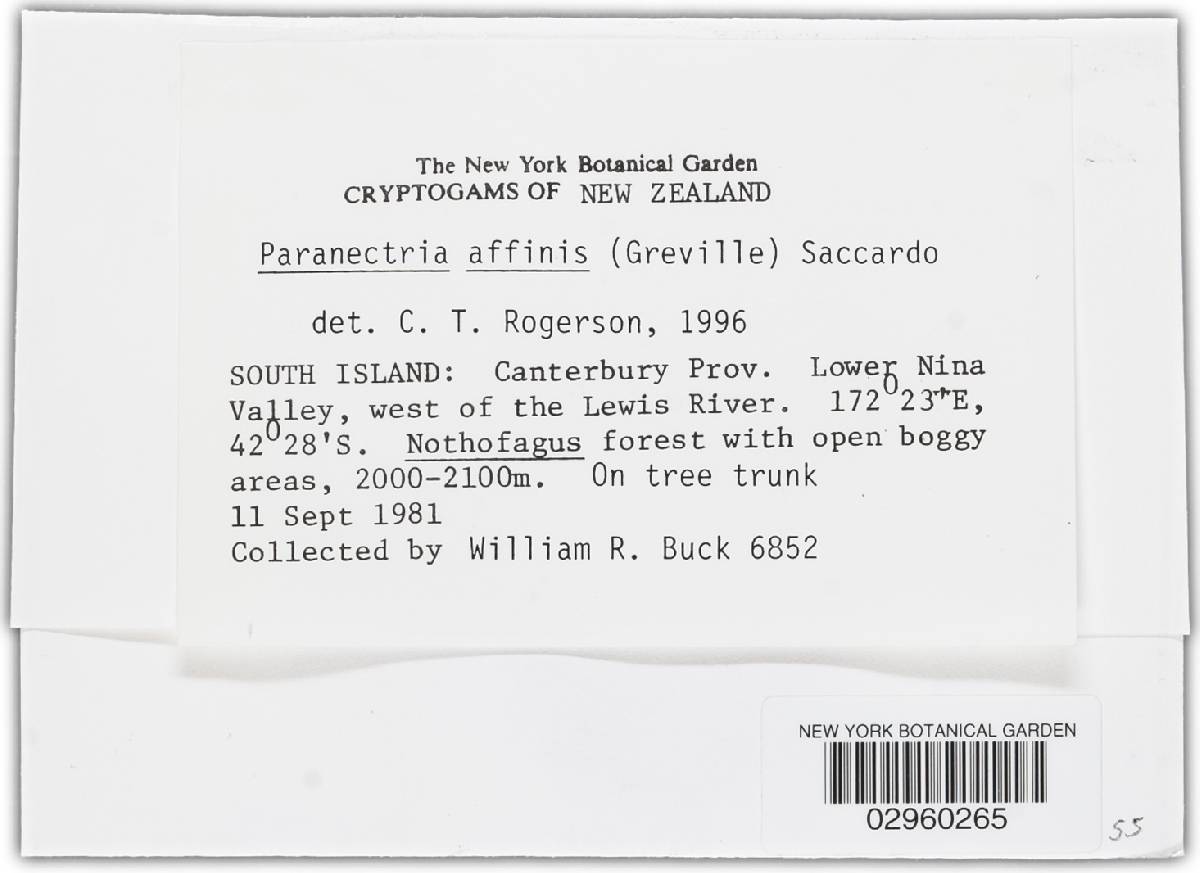 The New York Botanical Garden
CRYPTOGAMS OF NEW ZEALAND
Paranectria affinis (Greville) Saccardo
det. C. T. Rogerson, 1996
SOUTH ISLAND: Canterbury Prov. Lower Nina
Valley, west of the Lewis River. 172°23'E,
42°28'S. Nothofagus forest with open boggy
areas, 2000-2100m. On tree trunk
11 Sept 1981
Collected by William R. Buck 6852
NEW YORK BOTANICAL GARDEN
02960265
55